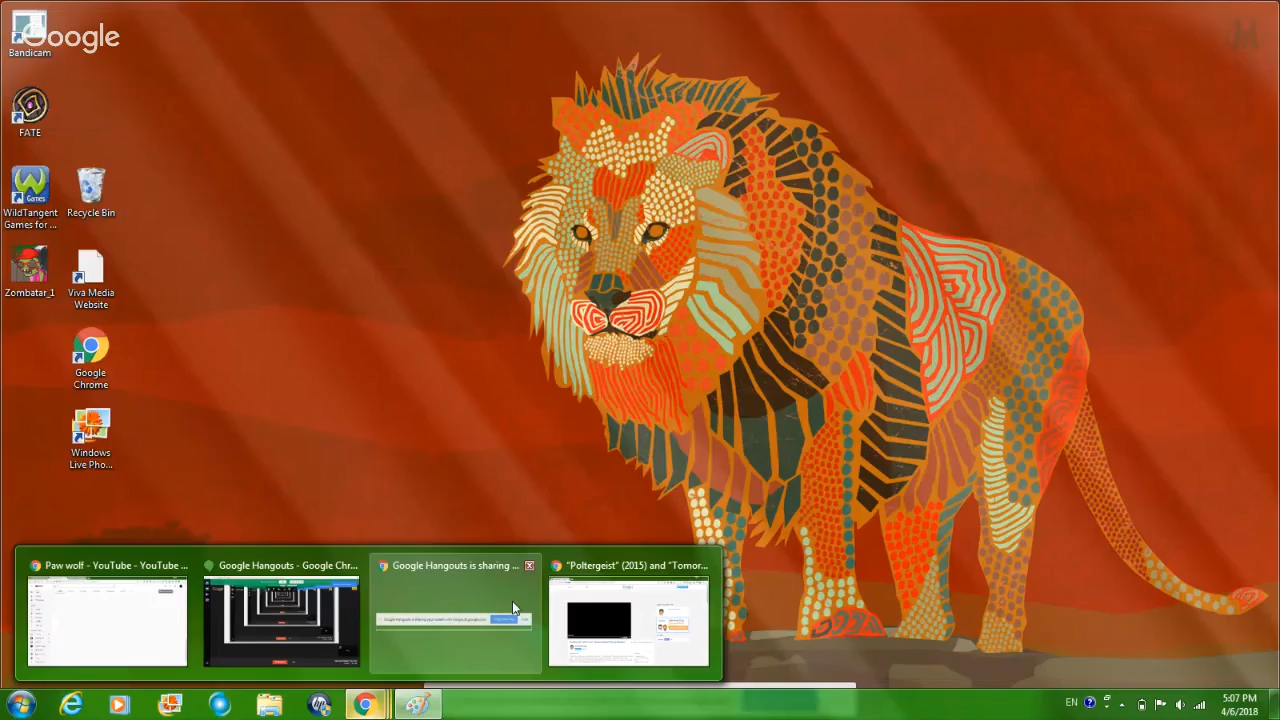 Google
Bandicam
FATE
WildTangent
Games for ...
Recycle Bin
Zombatar_1
Viva Media
Website
Google
Chrome
Windows
Live Pho...
Paw wolf - YouTube - YouTube ...
Google Hangouts - Google Chr...
Google Hangouts is sharing ...
"Poltergeist" (2015) and "Tomor...
EN
5:07 PM
4/6/2018